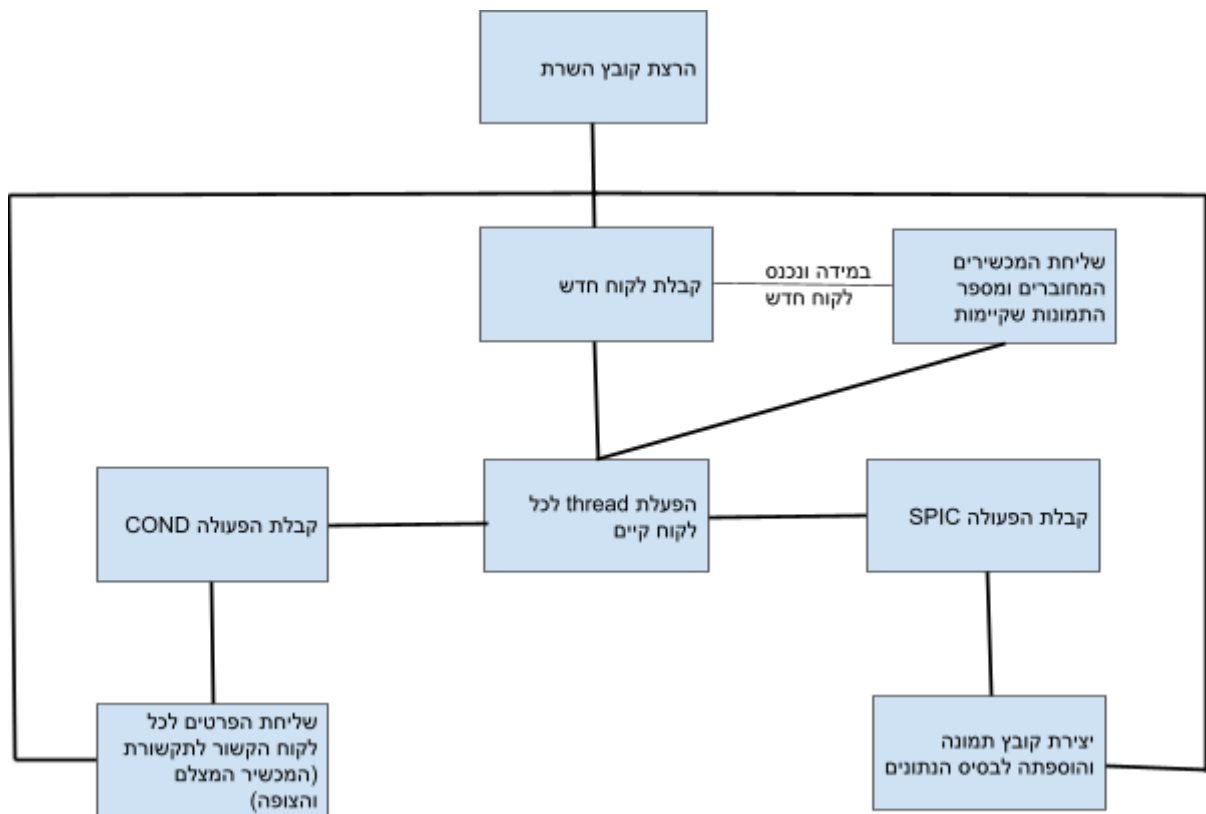 הרצת קובץ השרת
קבלת לקוח חדש
במידה ונכנס
לקוח חדש
שליחת המכשירים
המחוברים ומספר
התמונות שקיימות
הפעלת thread לכל
לקוח קיים
קבלת הפעולה SPIC
קבלת הפעולה COND
יצירת קובץ תמונה
והוספתה לבסיס הנתונים
שליחת הפרטים לכל
לקוח הקשור לתקשורת
(המכשיר המצלם
והצופה)